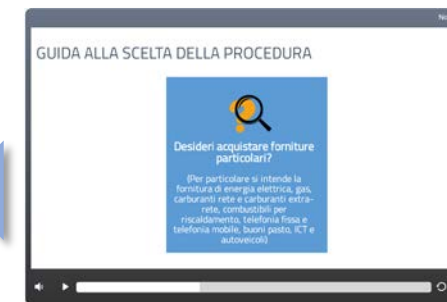 GUIDA ALLA SCELTA DELLA PROCEDURA
Desideri acquistare forniture
particolari?
(Per particolare si intende la
fornitura di energia elettrica, gas,
carburanti rete e carburanti extra-
rete, combustibili per
riscaldamento, telefonia fissa e
telefonia mobile, buoni pasto, ICT e
autoveicoli)